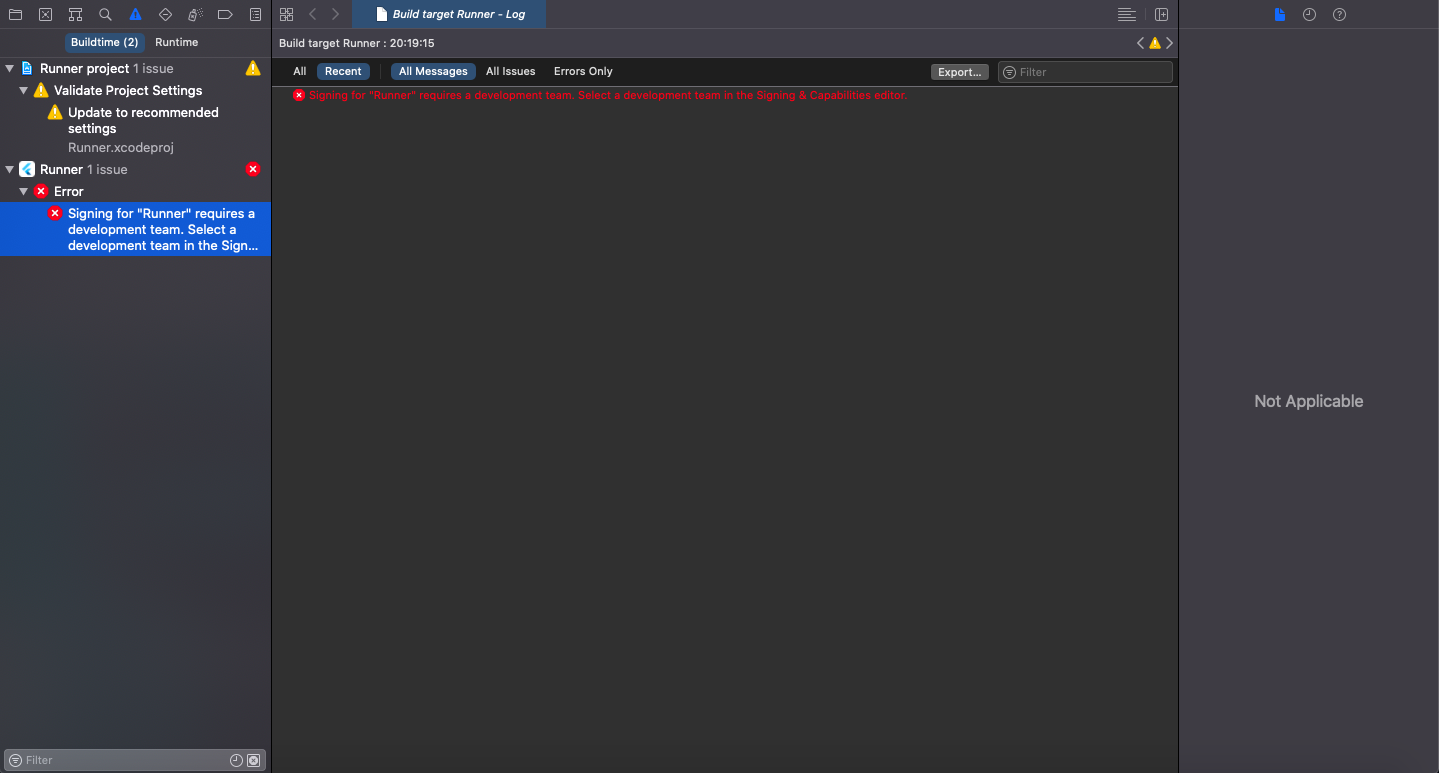 Build target Runner - Log
Buildtime (2) Runtime
Build target Runner : 20:19:15
Runner project 1 issue
Validate Project Settings
Update to recommended
settings
Runner.xcodeproj
Runner 1 issue
Error
Signing for "Runner" requires a
development team. Select a
development team in the Sign...
Filter
All Recent All Messages All Issues Errors Only Export... Filter
Signing for "Runner" requires a development team. Select a development team in the Signing & Capabilities editor.
Not Applicable